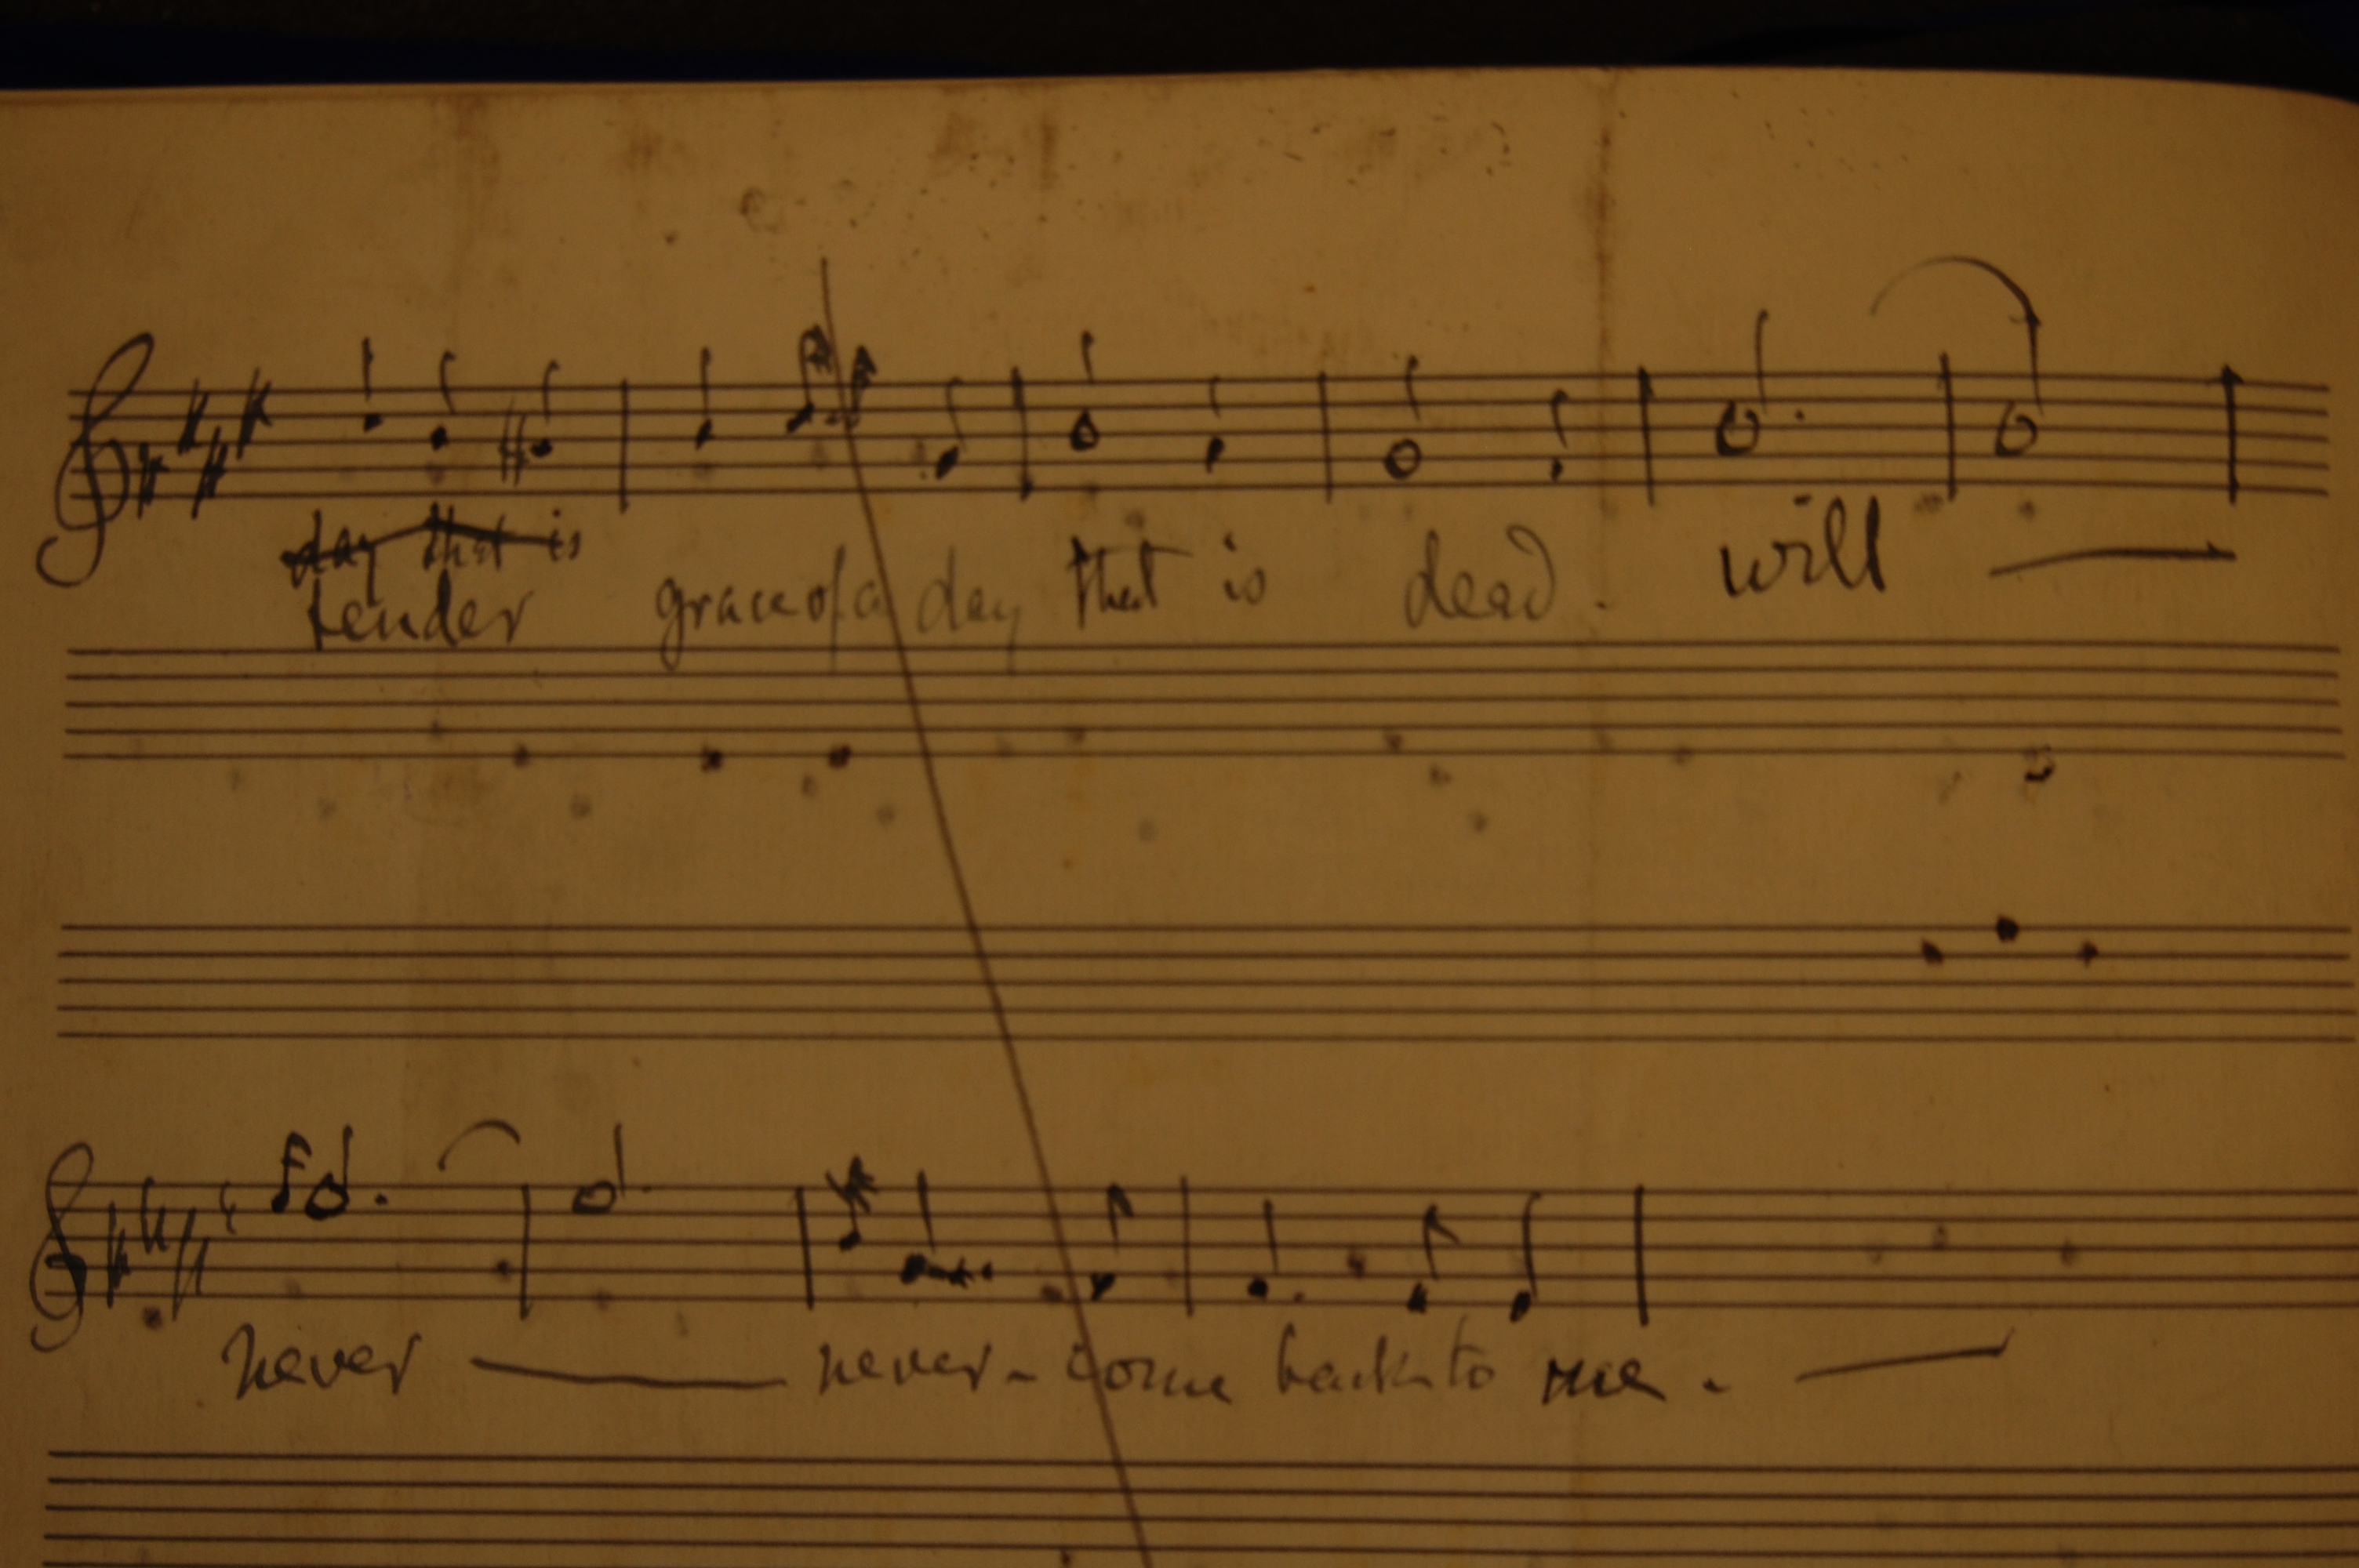 day that is
tender grace of a day that is dead. will
never never - come back to me.